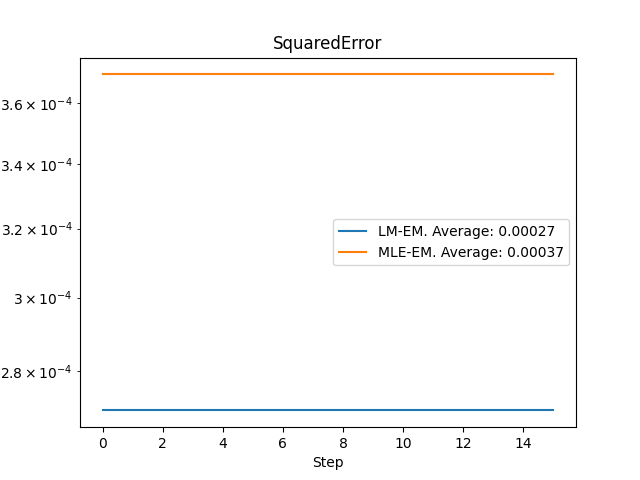 SquaredError
3.6 × 10⁻⁴
3.4 × 10⁻⁴
3.2 × 10⁻⁴
3 × 10⁻⁴
2.8 × 10⁻⁴
LM-EM. Average: 0.00027
MLE-EM. Average: 0.00037
0 2 4 6 8 10 12 14
Step